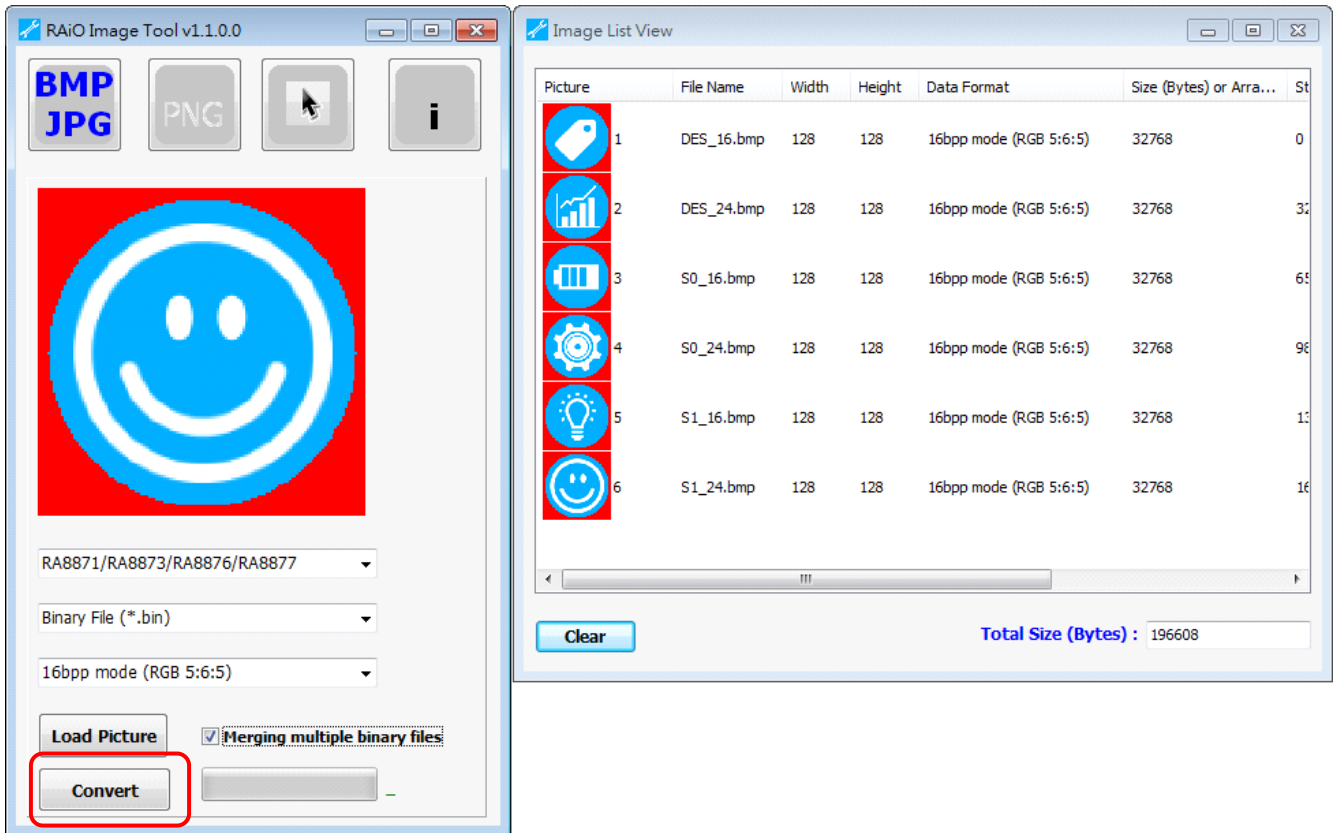 RAiO Image Tool v1.1.0.0
BMP
JPG
PNG
i
RA8871/RA8873/RA8876/RA8877
Binary File (*.bin)
16bpp mode (RGB 5:6:5)
Load Picture
Merging multiple binary files
Convert
Image List View
Picture File Name Width Height Data Format Size (Bytes) or Arra... St
1 DES_16.bmp 128 128 16bpp mode (RGB 5:6:5) 32768 0
2 DES_24.bmp 128 128 16bpp mode (RGB 5:6:5) 32768 32
3 S0_16.bmp 128 128 16bpp mode (RGB 5:6:5) 32768 65
4 S0_24.bmp 128 128 16bpp mode (RGB 5:6:5) 32768 98
5 S1_16.bmp 128 128 16bpp mode (RGB 5:6:5) 32768 13
6 S1_24.bmp 128 128 16bpp mode (RGB 5:6:5) 32768 16
Clear
Total Size (Bytes) : 196608